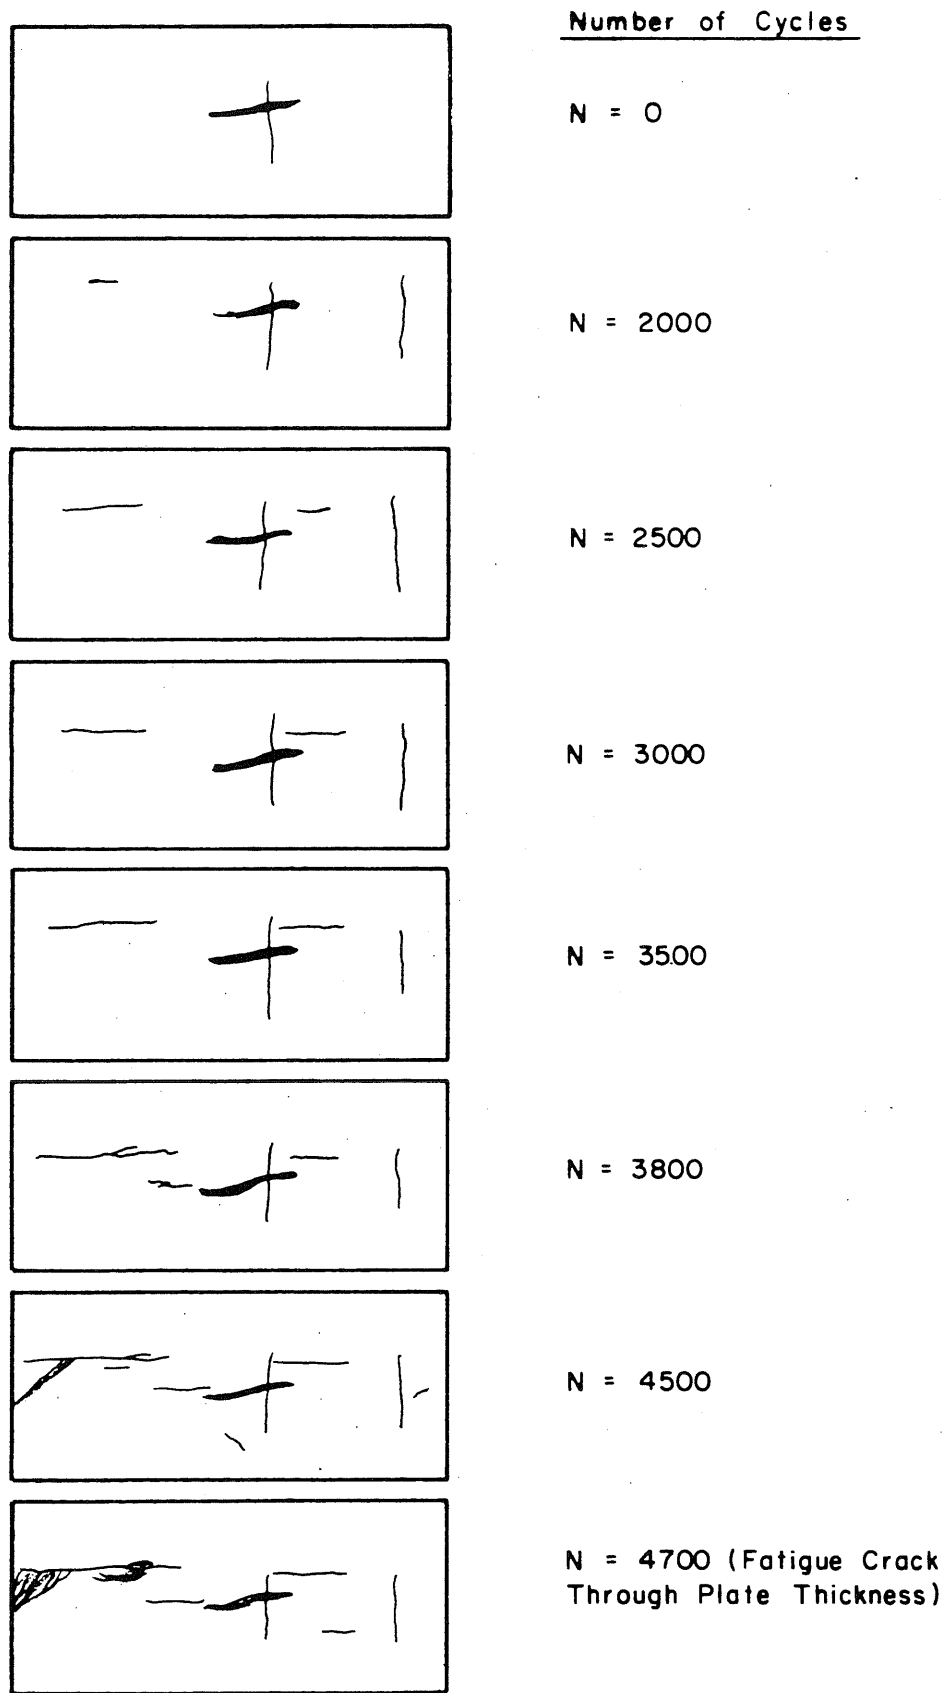 Number of Cycles
N = 0
N = 2000
N = 2500
N = 3000
N = 3500
N = 3800
N = 4500
N = 4700 (Fatigue Crack
Through Plate Thickness)